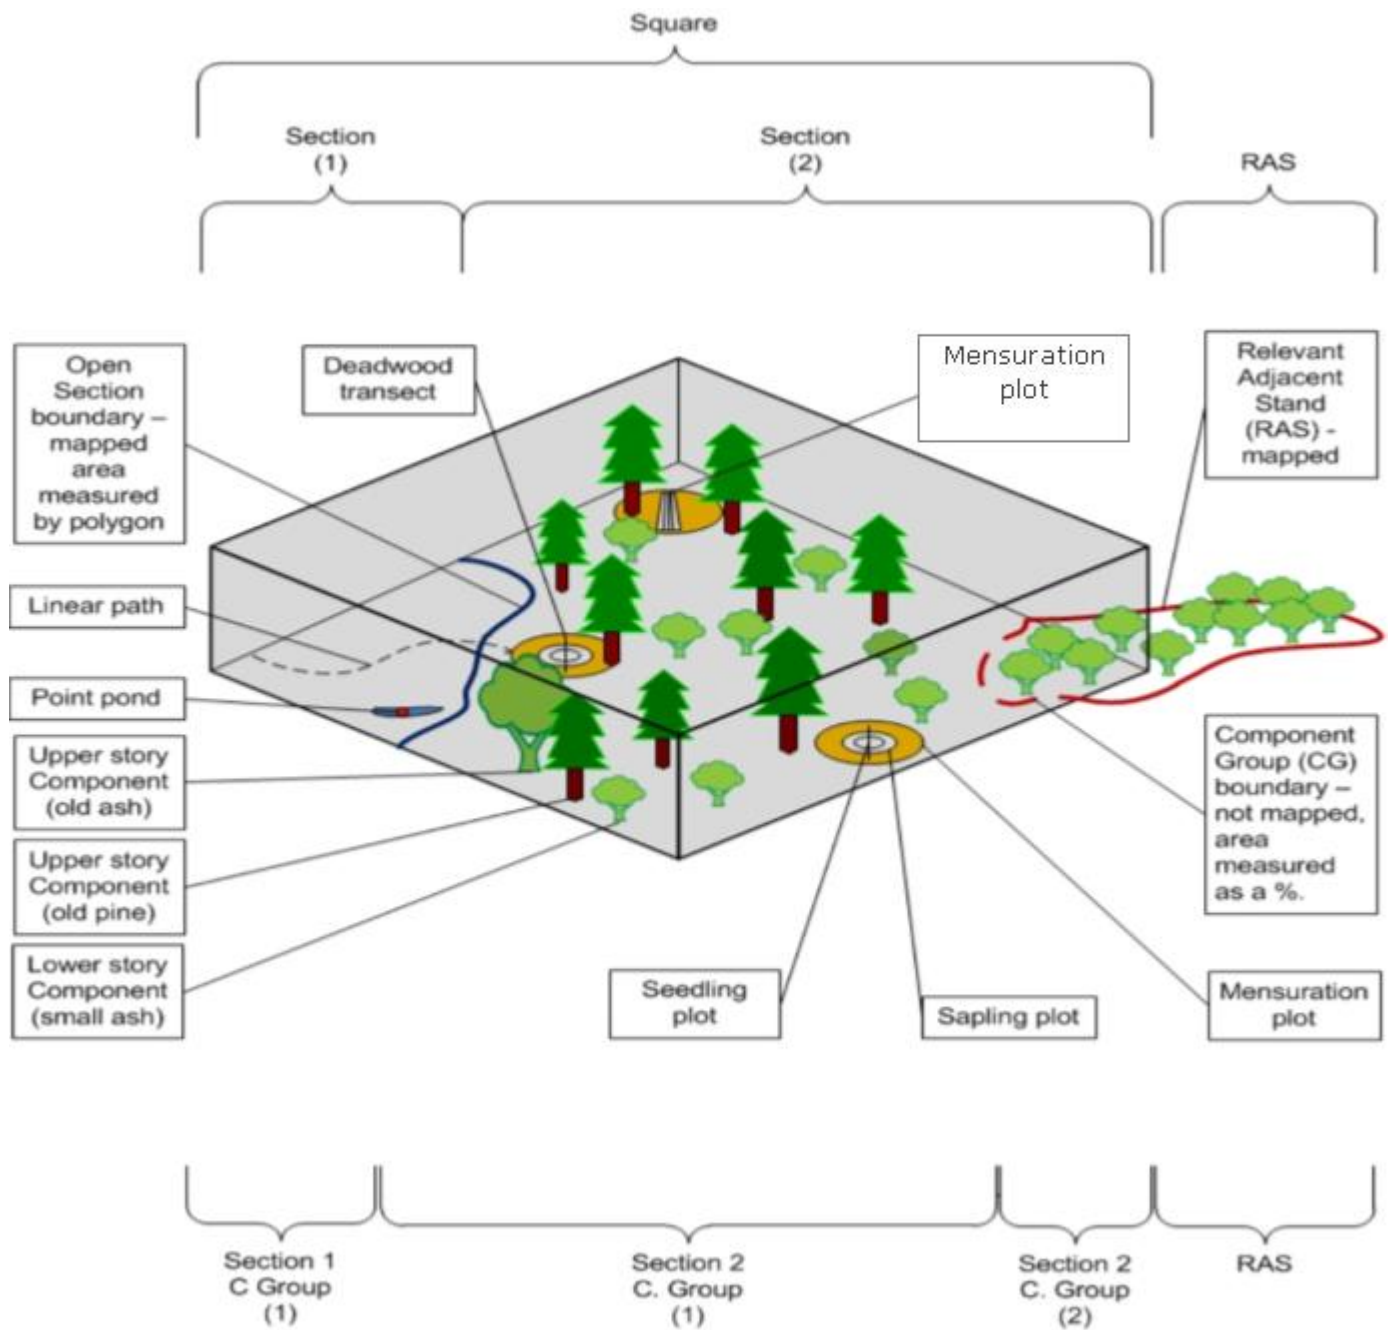 Square
Section
(1)
Section
(2)
RAS
Open
Section
boundary –
mapped
area
measured
by polygon
Deadwood
transect
Mensuration
plot
Relevant
Adjacent
Stand
(RAS) -
mapped
Linear path
Point pond
Upper story
Component
(old ash)
Upper story
Component
(old pine)
Lower story
Component
(small ash)
Component
Group (CG)
boundary –
not mapped,
area
measured
as a %.
Seedling
plot
Sapling plot
Mensuration
plot
Section 1
C Group
(1)
Section 2
C. Group
(1)
Section 2
C. Group
(2)
RAS